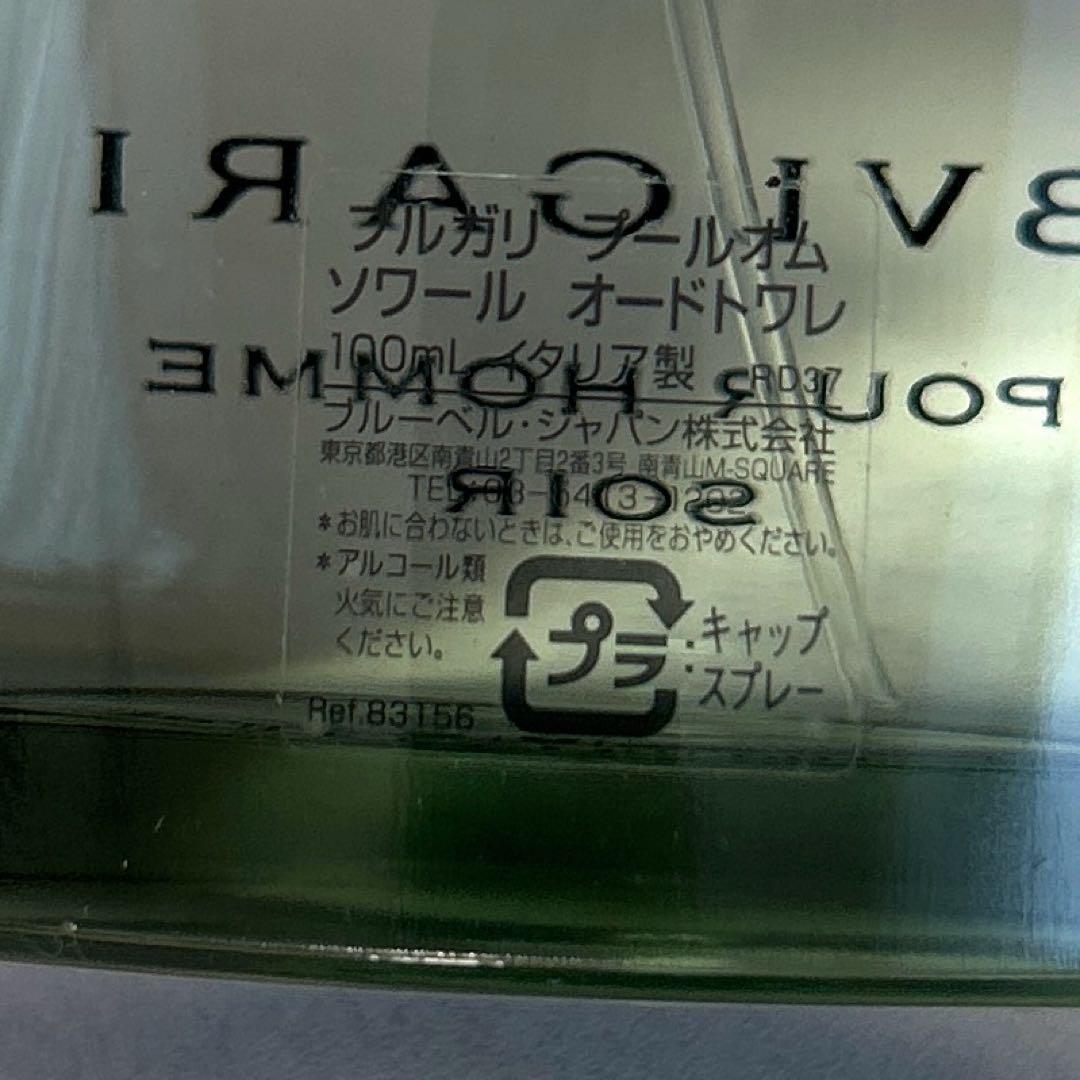 BVLGARI
ブルガリ プールオム
ソワール オードトワレ
100mL イタリア製 RD37
POUR HOMME
ブルーベル・ジャパン株式会社
東京都港区南青山2丁目2番3号 南青山M-SQUARE
SOIR
TEL:03-5413-1202
*お肌に合わないときは、ご使用をおやめください。
*アルコール類
火気にご注意
ください。
プラ
:キャップ
スプレー
Ref.83156